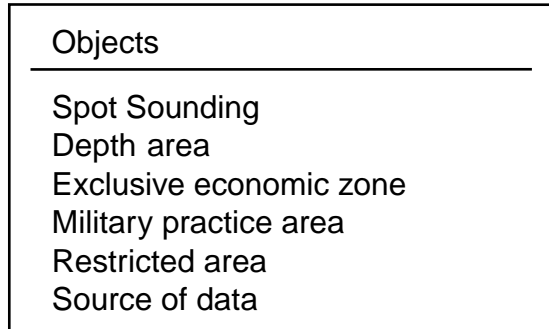 Objects
Spot Sounding
Depth area
Exclusive economic zone
Military practice area
Restricted area
Source of data